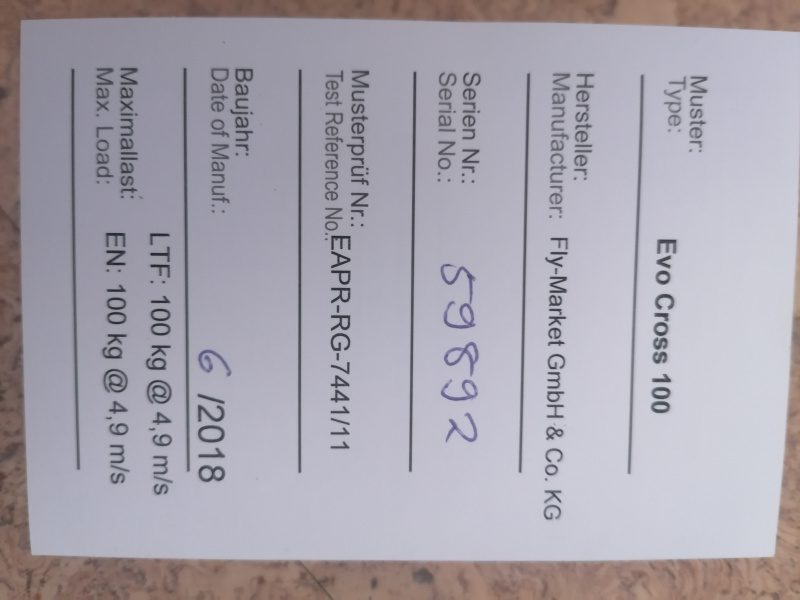 Muster:
Type: Evo Cross 100
Hersteller:
Manufacturer: Fly-Market GmbH & Co. KG
Serien Nr.:
Serial No.: 59892
Musterprüf Nr.:
Test Reference No.: EAPR-RG-7441/11
Baujahr:
Date of Manuf.: 6 /2018
Maximallast: LTF: 100 kg @ 4,9 m/s
Max. Load: EN: 100 kg @ 4,9 m/s